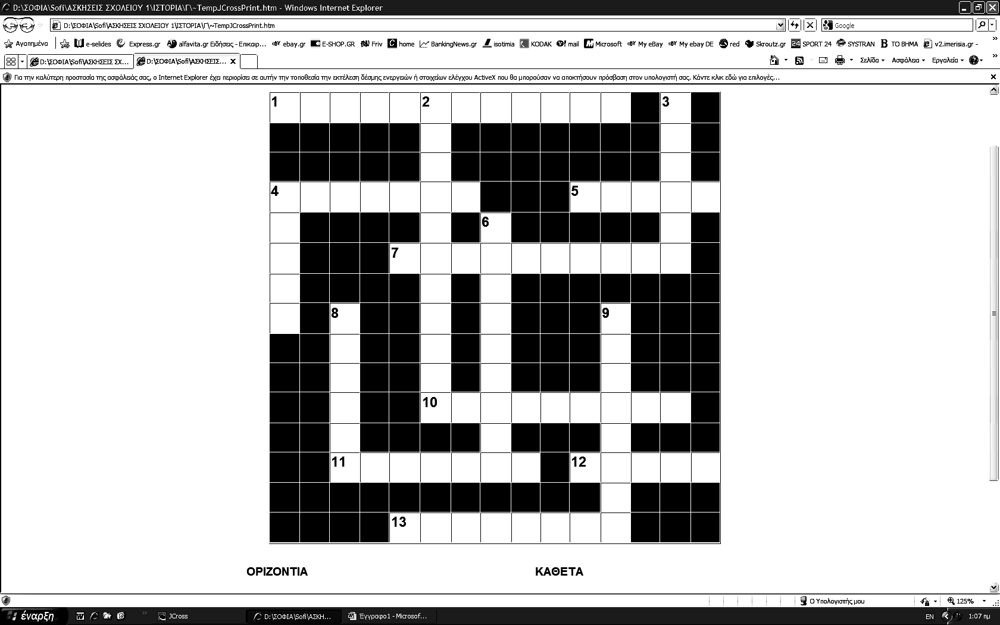 D:\ΣΟΦΙΑ\Sofi\ΑΣΚΗΣΕΙΣ ΣΧΟΛΕΙΟΥ 1\ΙΣΤΟΡΙΑ\Γ\~TempJCrossPrint.htm - Windows Internet Explorer
D:\ΣΟΦΙΑ\Sofi\ΑΣΚΗΣΕΙΣ ΣΧΟΛΕΙΟΥ 1\ΙΣΤΟΡΙΑ\Γ\~TempJCrossPrint.htm Google
Αγαπημένα e-selides Express.gr alfavita.gr Ειδήσεις - Επικαιρ... ebay.gr E-SHOP.GR Friv home BankingNews.gr isotimia KODAK mail Microsoft My eBay My ebay DE red Skroutz.gr SPORT 24 SYSTRAN ΤΟ ΒΗΜΑ v2.imerisia.gr -
D:\ΣΟΦΙΑ\Sofi\ΑΣΚΗΣΕΙΣ ΣΧ... D:\ΣΟΦΙΑ\Sofi\ΑΣΚΗΣΕΙΣ... Σελίδα Ασφάλεια Εργαλεία
Για την καλύτερη προστασία της ασφάλειάς σας, ο Internet Explorer έχει περιορίσει σε αυτήν την τοποθεσία την εκτέλεση δέσμης ενεργειών ή στοιχείων ελέγχου ActiveX που θα μπορούσαν να αποκτήσουν πρόσβαση στον υπολογιστή σας. Κάντε κλικ εδώ για επιλογές...
1 2 3
4 5
6
7
8 9
10
11 12
13
ΟΡΙΖΟΝΤΙΑ ΚΑΘΕΤΑ
Ο Υπολογιστής μου 125%
έναρξη JCross D:\ΣΟΦΙΑ\Sofi\ΑΣΚΗ... Έγγραφο1 - Microsof... EN 1:07 πμ